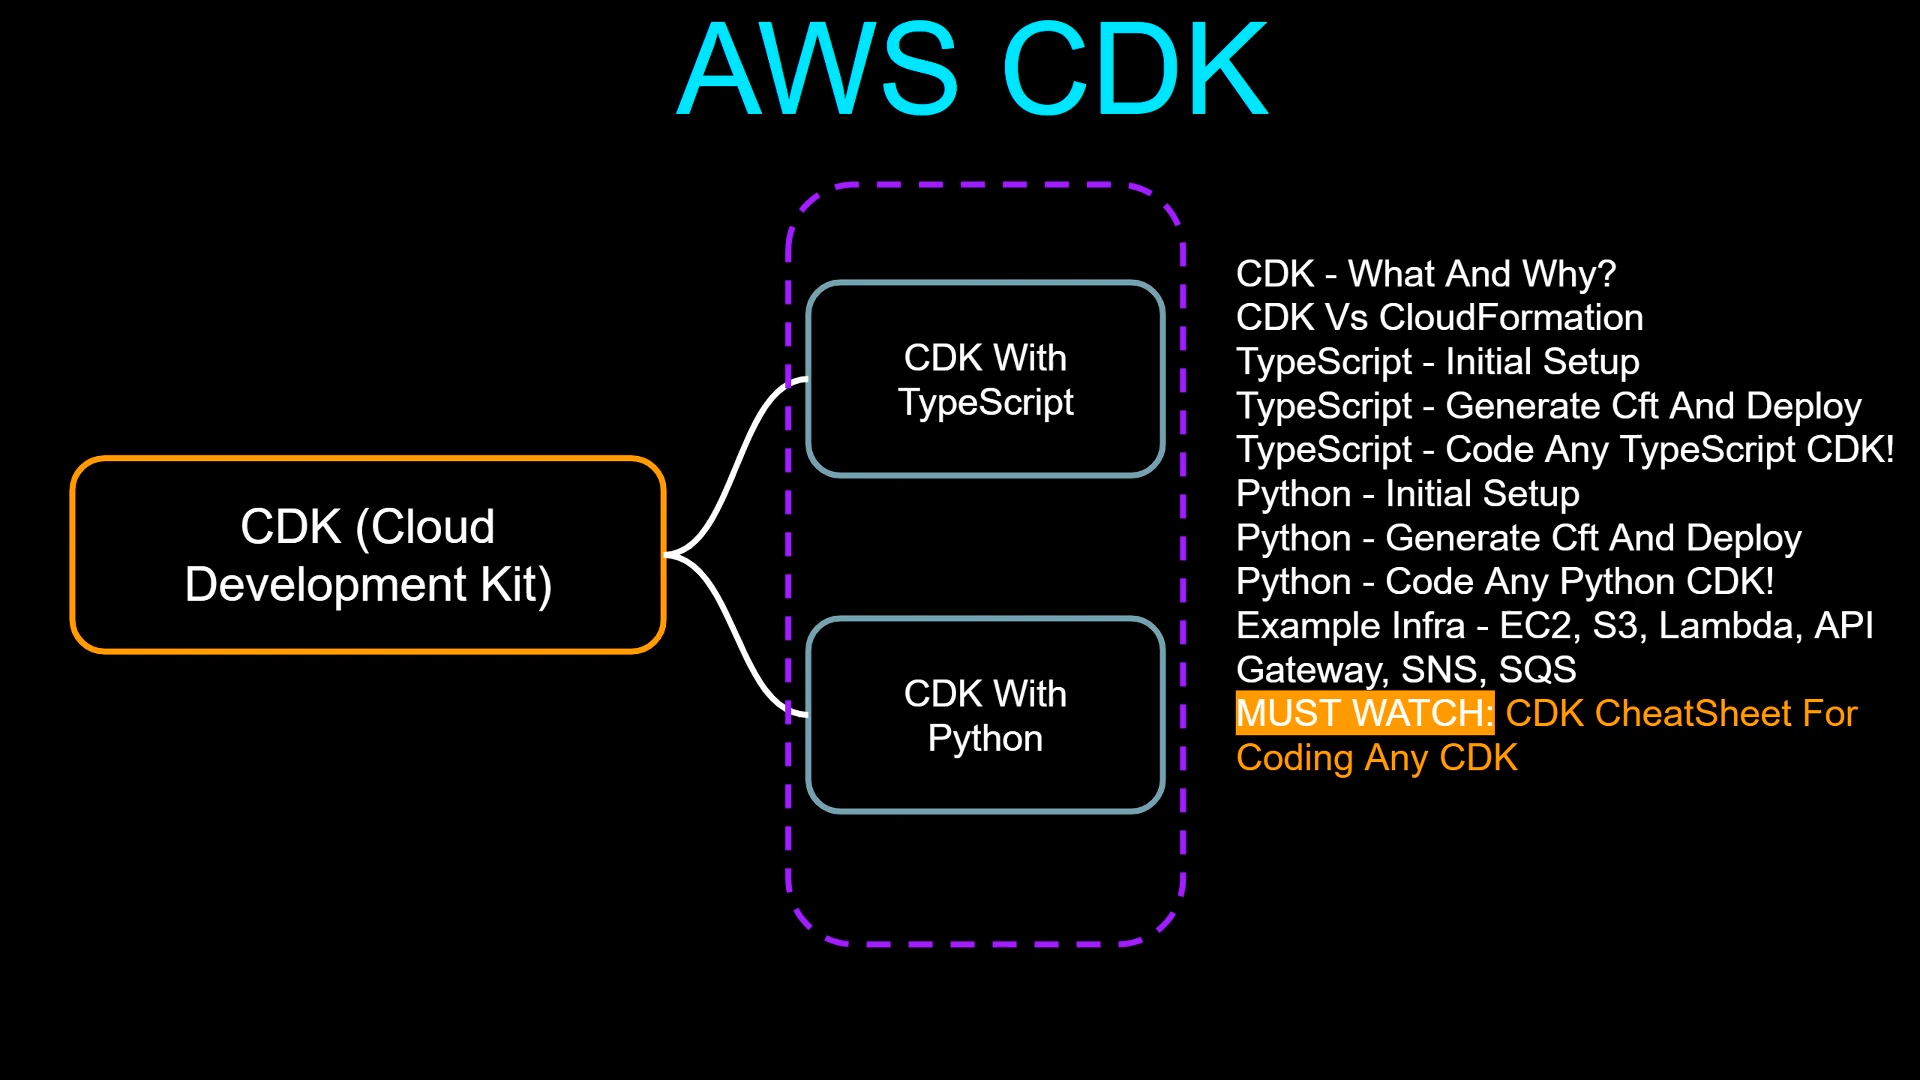 AWS CDK
CDK (Cloud
Development Kit)
CDK With
TypeScript
CDK With
Python
CDK - What And Why?
CDK Vs CloudFormation
TypeScript - Initial Setup
TypeScript - Generate Cft And Deploy
TypeScript - Code Any TypeScript CDK!
Python - Initial Setup
Python - Generate Cft And Deploy
Python - Code Any Python CDK!
Example Infra - EC2, S3, Lambda, API
Gateway, SNS, SQS
MUST WATCH: CDK CheatSheet For
Coding Any CDK